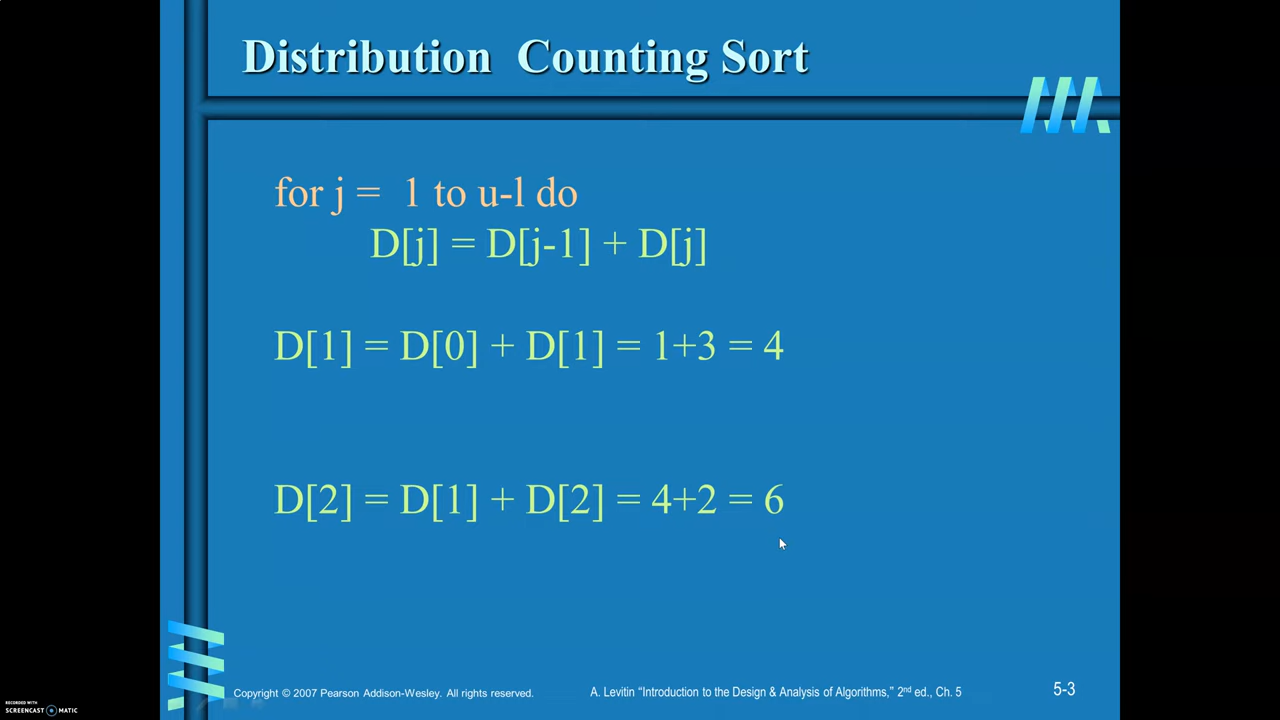 Distribution Counting Sort
for j = 1 to u-l do
D[j] = D[j-1] + D[j]
D[1] = D[0] + D[1] = 1+3 = 4
D[2] = D[1] + D[2] = 4+2 = 6
Copyright © 2007 Pearson Addison-Wesley. All rights reserved.
A. Levitin “Introduction to the Design & Analysis of Algorithms,” 2nd ed., Ch. 5
5-3
RECORDED WITH
SCREENCAST MATIC